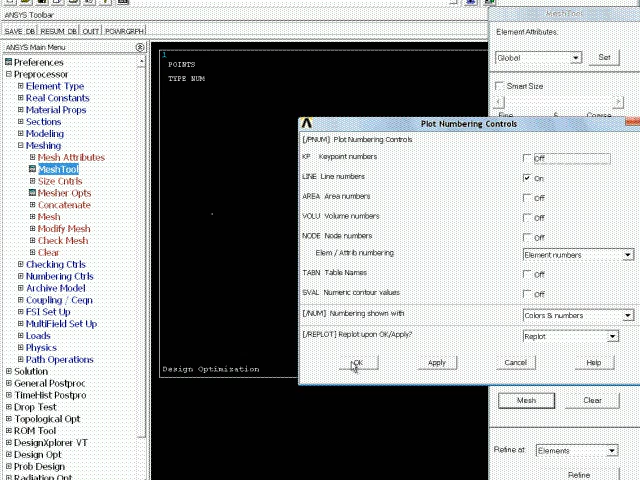 ANSYS Toolbar
SAVE_DB RESUM_DB QUIT POWRGRPH
ANSYS Main Menu
Preferences
Preprocessor
Element Type
Real Constants
Material Props
Sections
Modeling
Meshing
Mesh Attributes
MeshTool
Size Cntrls
Mesher Opts
Concatenate
Mesh
Modify Mesh
Check Mesh
Clear
Checking Ctrls
Numbering Ctrls
Archive Model
Coupling / Ceqn
FSI Set Up
MultiField Set Up
Loads
Physics
Path Operations
Solution
General Postproc
TimeHist Postpro
Drop Test
Topological Opt
ROM Tool
DesignXplorer VT
Design Opt
Prob Design
Radiation Opt
1
POINTS
TYPE NUM
Design Optimization
MeshTool
Element Attributes:
Global Set
Smart Size
Fine 6 Coarse
Plot Numbering Controls
[/PNUM] Plot Numbering Controls
KP Keypoint numbers Off
LINE Line numbers On
AREA Area numbers Off
VOLU Volume numbers Off
NODE Node numbers Off
Elem / Attrib numbering Element numbers
TABN Table Names Off
SVAL Numeric contour values Off
[/NUM] Numbering shown with Colors & numbers
[/REPLOT] Replot upon OK/Apply? Replot
OK Apply Cancel Help
Mesh Clear
Refine at: Elements
Refine